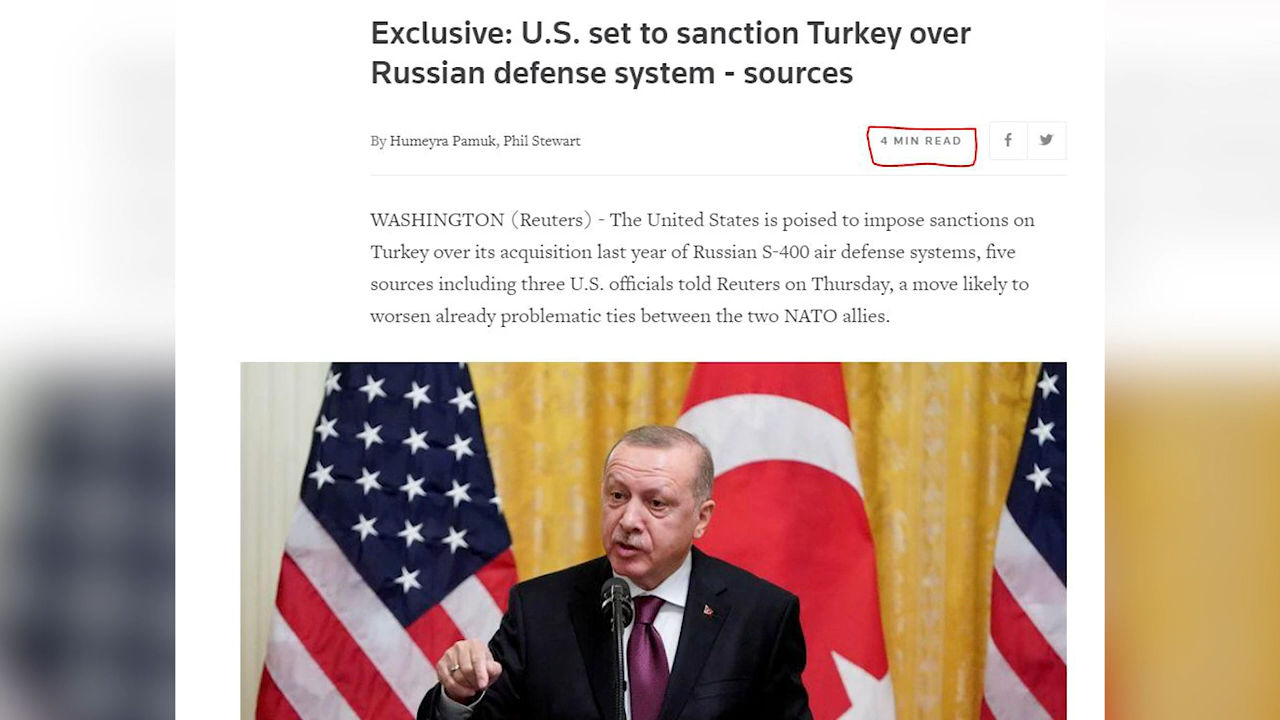 Exclusive: U.S. set to sanction Turkey over
Russian defense system - sources
By Humeyra Pamuk, Phil Stewart
4 MIN READ
WASHINGTON (Reuters) - The United States is poised to impose sanctions on
Turkey over its acquisition last year of Russian S-400 air defense systems, five
sources including three U.S. officials told Reuters on Thursday, a move likely to
worsen already problematic ties between the two NATO allies.